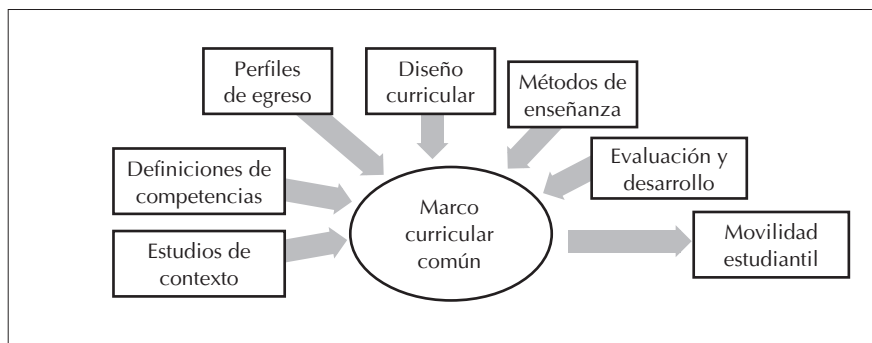 Perfiles
de egreso
Diseño
curricular
Métodos de
enseñanza
Definiciones de
competencias
Evaluación y
desarrollo
Estudios de
contexto
Marco
curricular
común
Movilidad
estudiantil